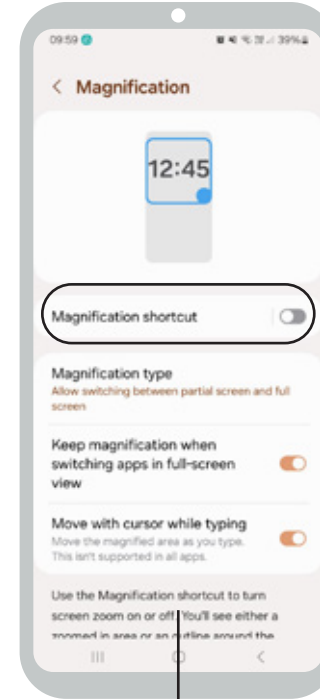 09:59
39%
< Magnification
12:45
Magnification shortcut
Magnification type
Allow switching between partial screen and full
screen
Keep magnification when
switching apps in full-screen
view
Move with cursor while typing
Move the magnified area as you type.
This isn't supported in all apps.
Use the Magnification shortcut to turn
screen zoom on or off. You'll see either a
zoomed in area or an outline around the